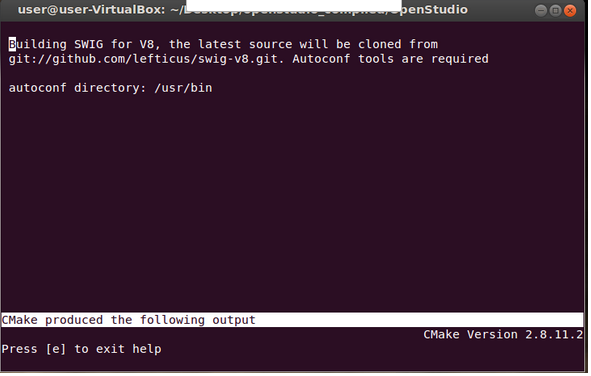 user@user-VirtualBox: ~/Desktop/openstudio_compiled/OpenStudio
Building SWIG for V8, the latest source will be cloned from
git://github.com/lefticus/swig-v8.git. Autoconf tools are required
autoconf directory: /usr/bin
CMake produced the following output
CMake Version 2.8.11.2
Press [e] to exit help